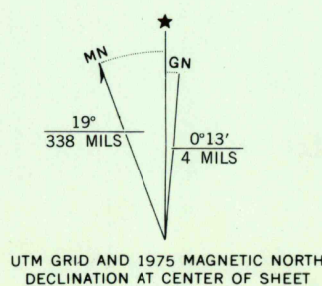 MN
GN
19°
338 MILS
0°13'
4 MILS
UTM GRID AND 1975 MAGNETIC NORTH
DECLINATION AT CENTER OF SHEET